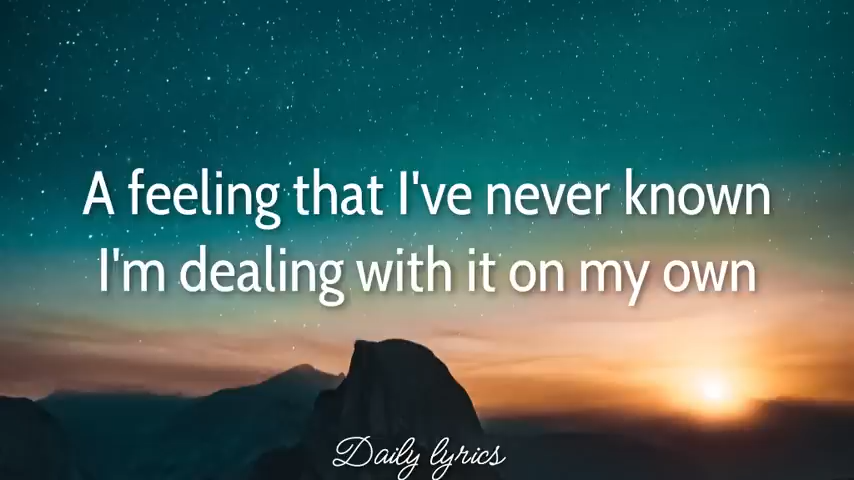 A feeling that I've never known
I'm dealing with it on my own
Daily lyrics